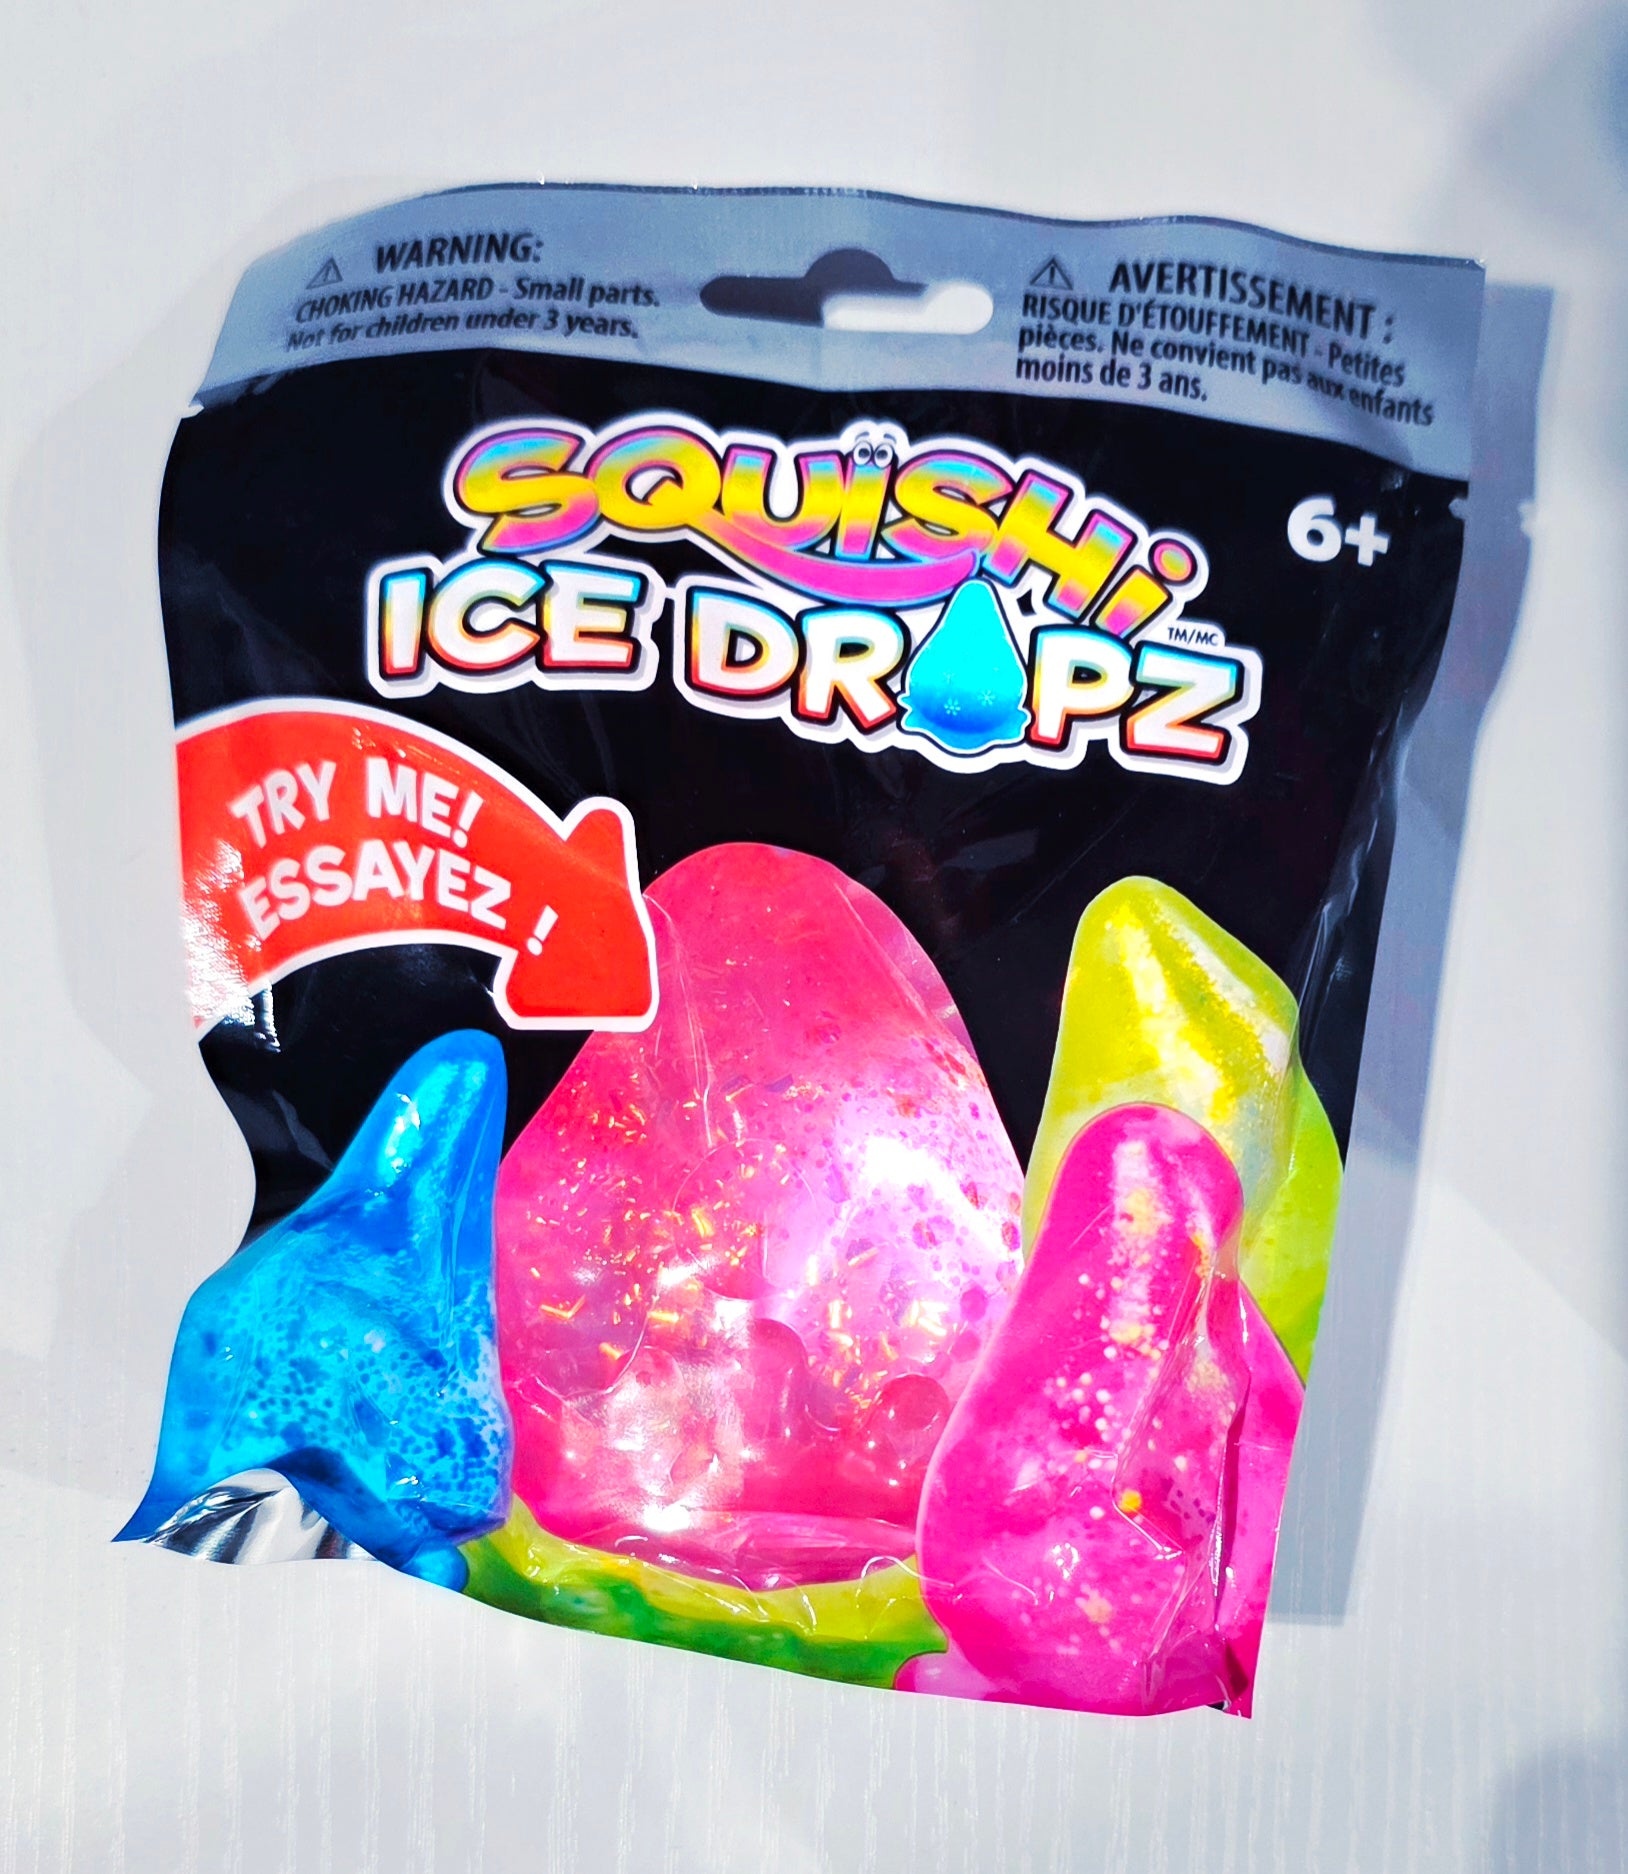 WARNING:
CHOKING HAZARD - Small parts.
Not for children under 3 years.
AVERTISSEMENT :
RISQUE D'ÉTOUFFEMENT - Petites
pièces. Ne convient pas aux enfants
moins de 3 ans.
SQUISHi
6+
ICE DROPZ
TM/MC
TRY ME!
ESSAYEZ !